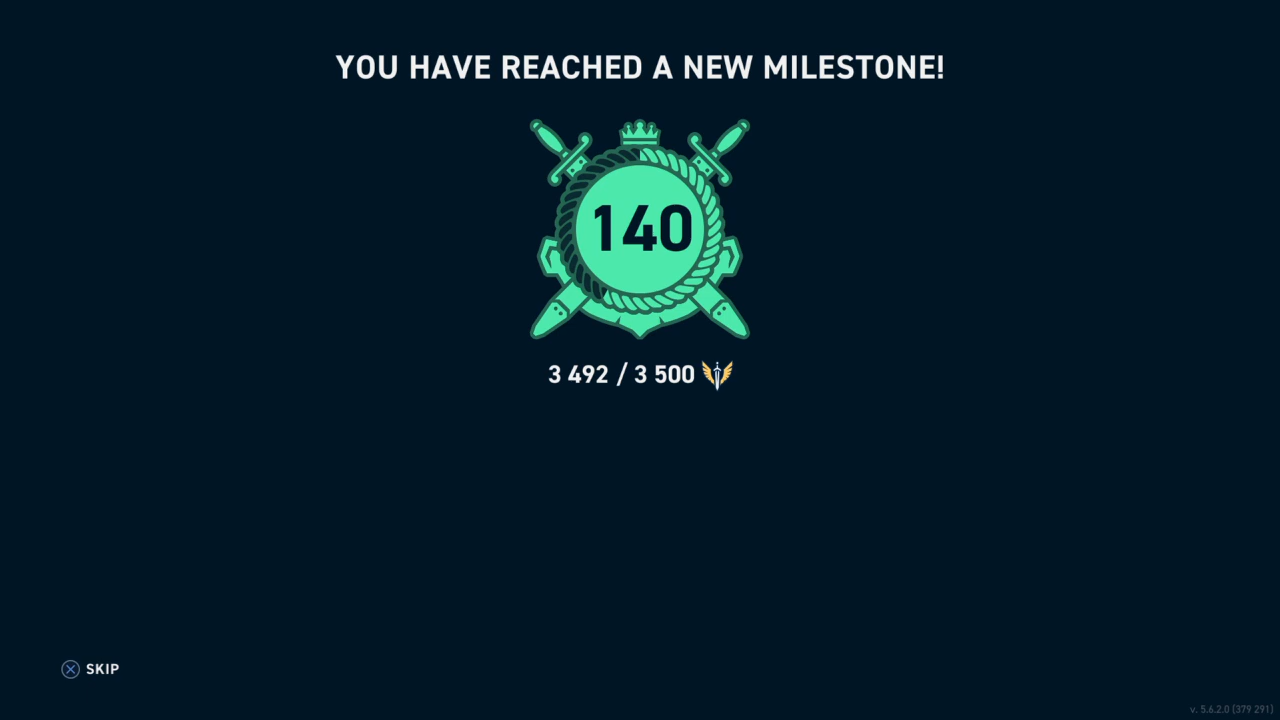 YOU HAVE REACHED A NEW MILESTONE!
140
3 492 / 3 500
SKIP
v. 5.6.2.0 (379 291)